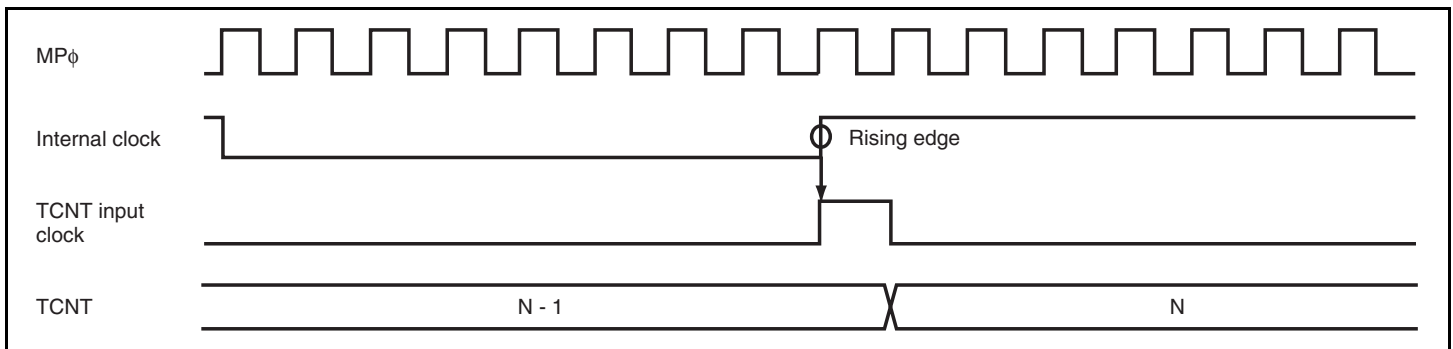 MPϕ
Internal clock
Rising edge
TCNT input
clock
TCNT
N - 1
N